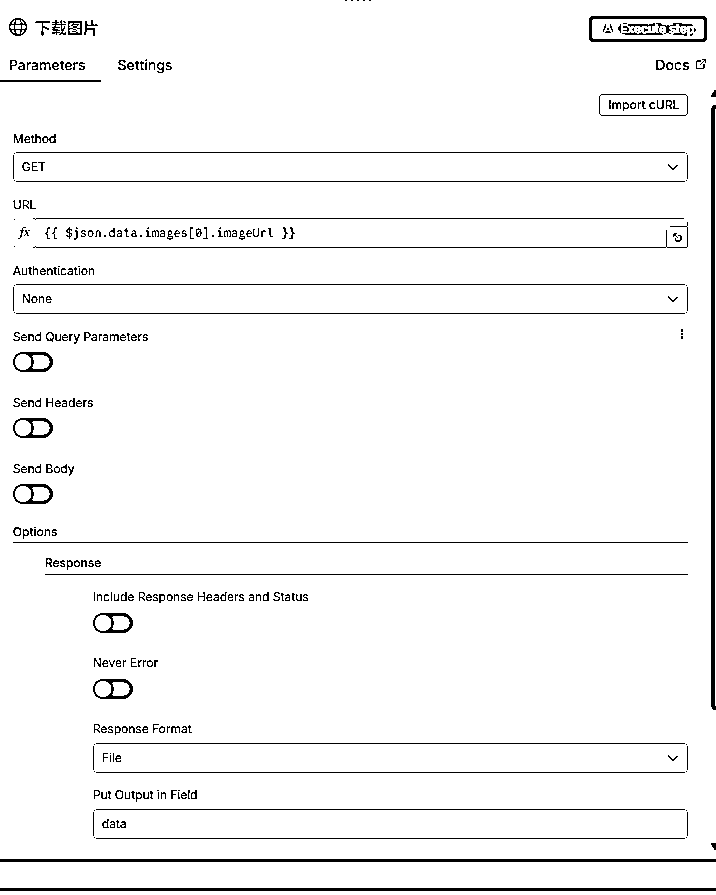 下载图片
Execute step
Parameters
Settings
Docs
Import cURL
Method
GET
URL
fx {{ $json.data.images[0].imageUrl }}
Authentication
None
Send Query Parameters
Send Headers
Send Body
Options
Response
Include Response Headers and Status
Never Error
Response Format
File
Put Output in Field
data